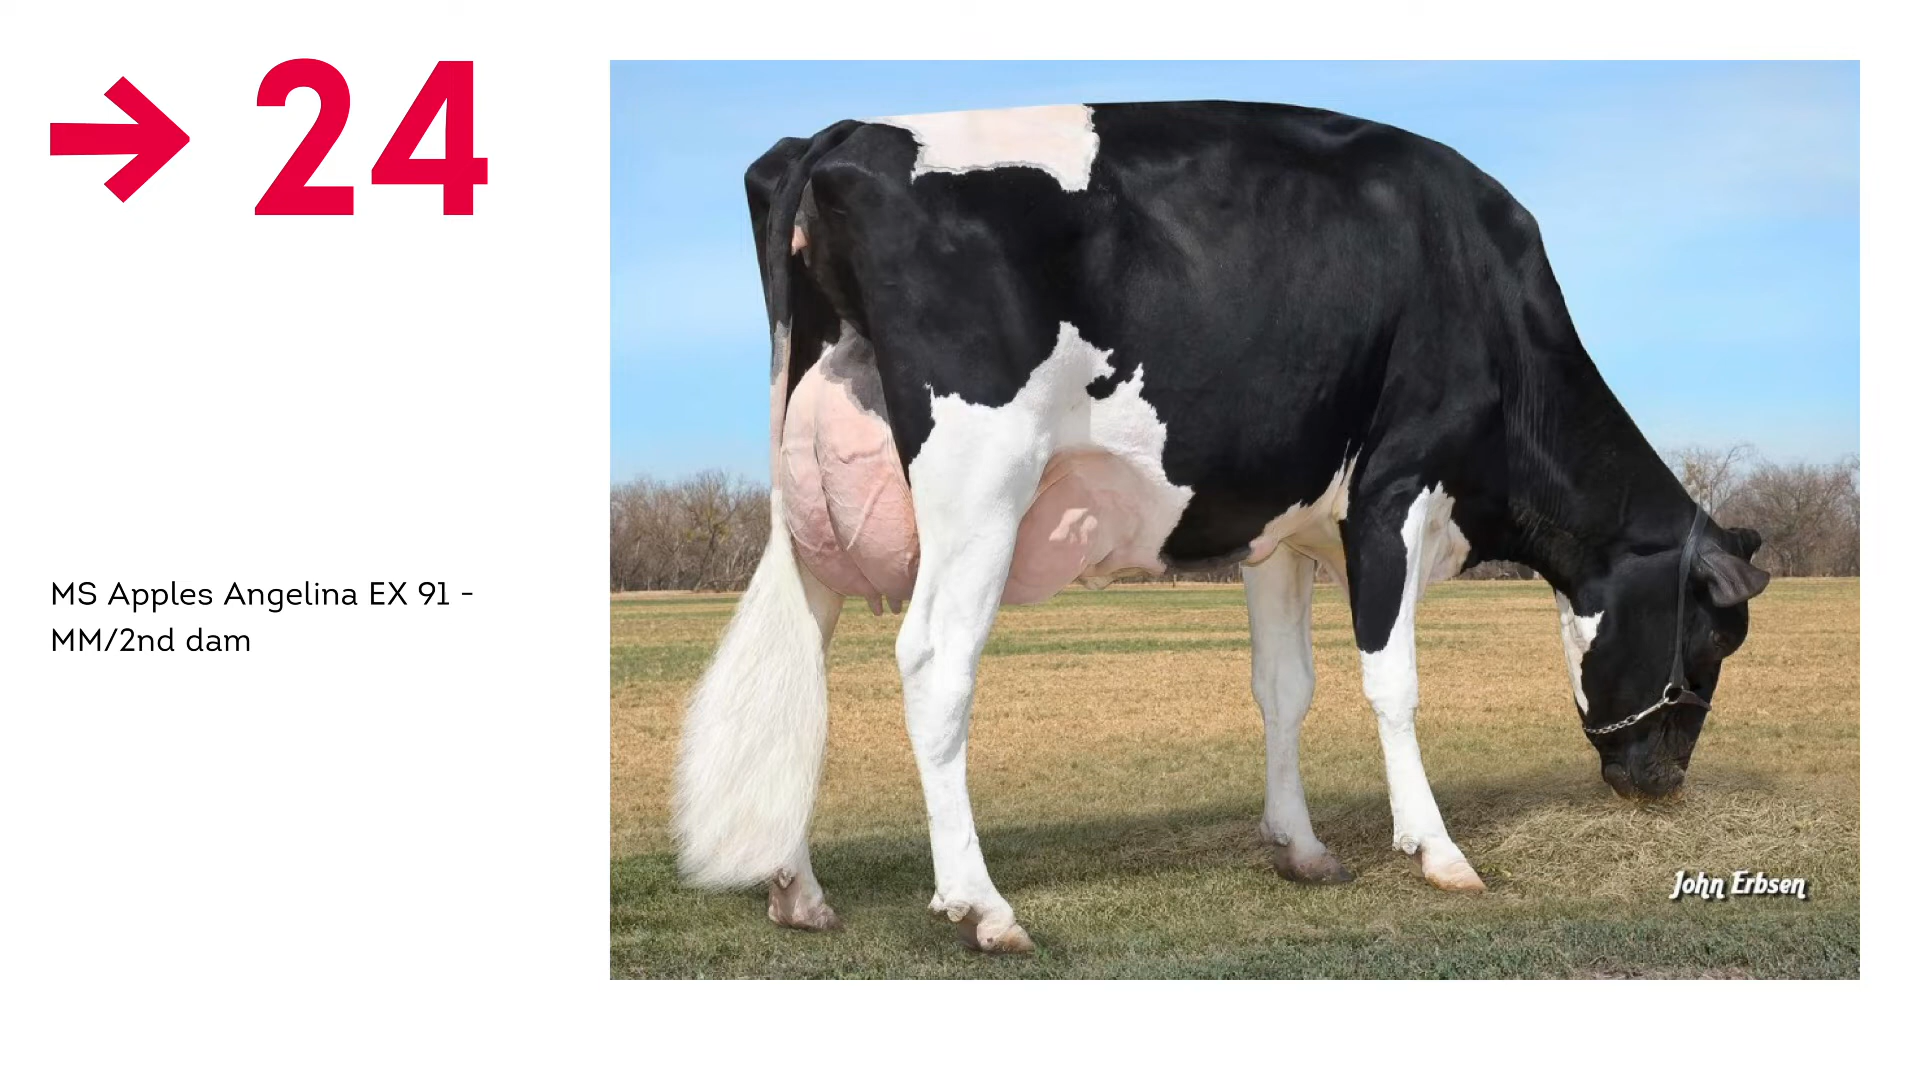 → 24
MS Apples Angelina EX 91 -
MM/2nd dam
John Erbsen